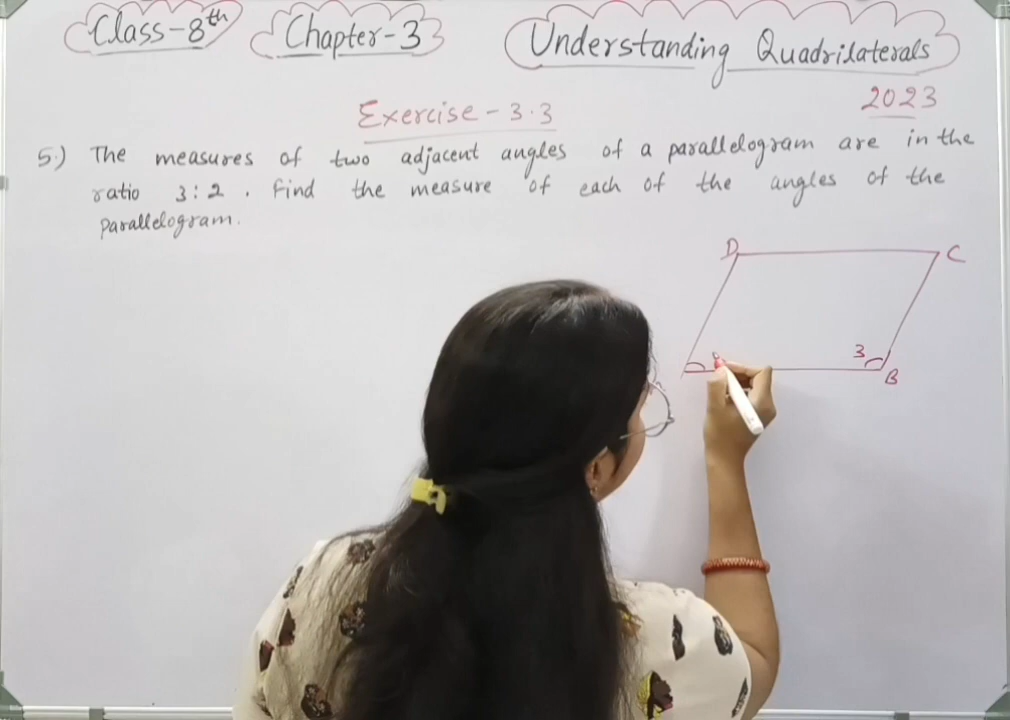 Class-8th Chapter-3 Understanding Quadrilaterals
Exercise - 3.3 2023
5.) The measures of two adjacent angles of a parallelogram are in the
ratio 3:2 . Find the measure of each of the angles of the
parallelogram.
D C
3
B